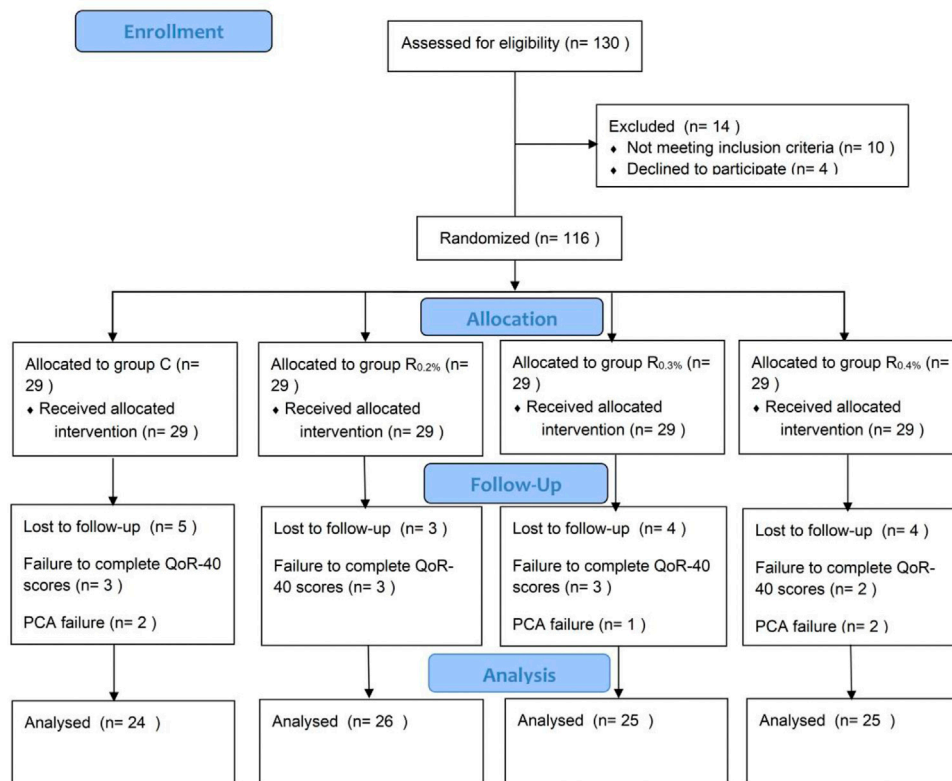 Enrollment
Assessed for eligibility (n= 130 )
Excluded (n= 14 )
♦ Not meeting inclusion criteria (n= 10 )
♦ Declined to participate (n= 4 )
Randomized (n= 116 )
Allocation
Allocated to group C (n=
29 )
♦ Received allocated
intervention (n= 29 )
Allocated to group R0.2% (n=
29 )
♦ Received allocated
intervention (n= 29 )
Allocated to group R0.3% (n=
29 )
♦ Received allocated
intervention (n= 29 )
Allocated to group R0.4% (n=
29 )
♦ Received allocated
intervention (n= 29 )
Follow-Up
Lost to follow-up (n= 5 )
Failure to complete QoR-40
scores (n= 3 )
PCA failure (n= 2 )
Lost to follow-up (n= 3 )
Failure to complete QoR-
40 scores (n= 3 )
Lost to follow-up (n= 4 )
Failure to complete QoR-40
scores (n= 3 )
PCA failure (n= 1 )
Lost to follow-up (n= 4 )
Failure to complete QoR-
40 scores (n= 2 )
PCA failure (n= 2 )
Analysis
Analysed (n= 24 )
Analysed (n= 26 )
Analysed (n= 25 )
Analysed (n= 25 )